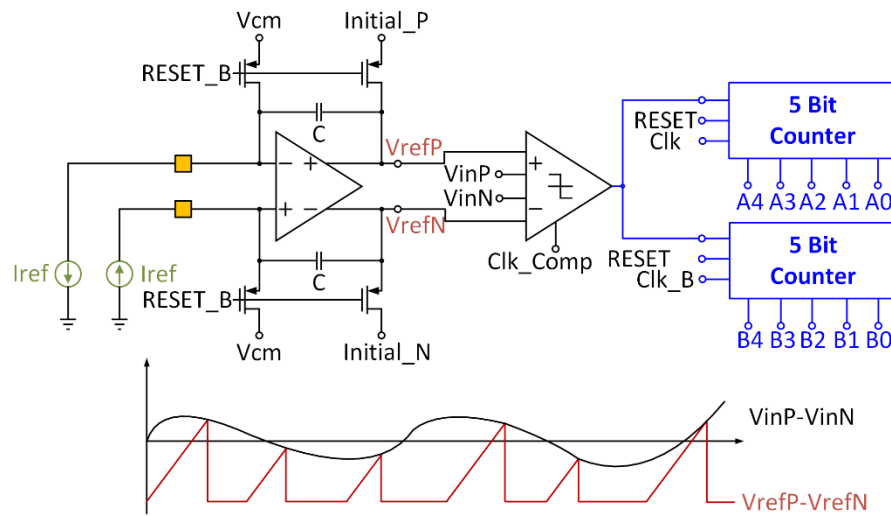 Vcm
Initial_P
RESET_B
C
VrefP
VinP
VinN
VrefN
Clk_Comp
− +
+ −
+
−
Iref
Iref
C
RESET_B
Vcm
Initial_N
5 Bit
Counter
RESET
Clk
A4 A3 A2 A1 A0
5 Bit
Counter
RESET
Clk_B
B4 B3 B2 B1 B0
VinP-VinN
VrefP-VrefN